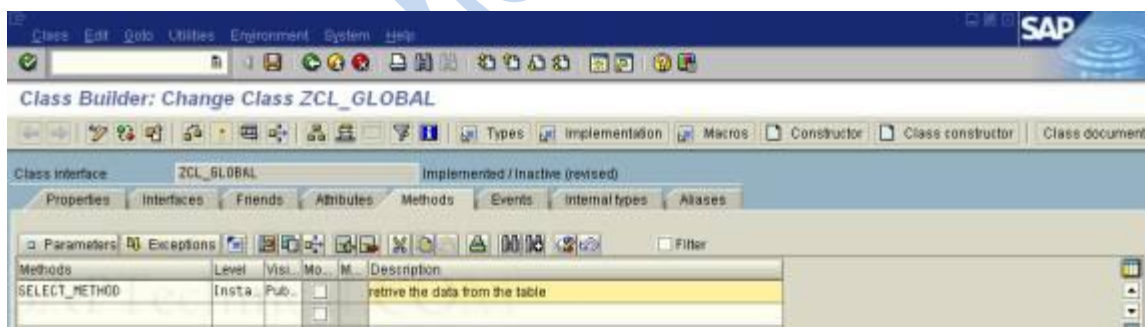 Class Edit Goto Utilities Environment System Help
SAP
Class Builder: Change Class ZCL_GLOBAL
Types Implementation Macros Constructor Class constructor Class document
Class interface ZCL_GLOBAL Implemented / Inactive (revised)
Properties Interfaces Friends Attributes Methods Events Internal types Aliases
Parameters Exceptions Filter
Methods Level Visi.. Mo.. M.. Description
SELECT_METHOD Insta.. Pub.. retrive the data from the table